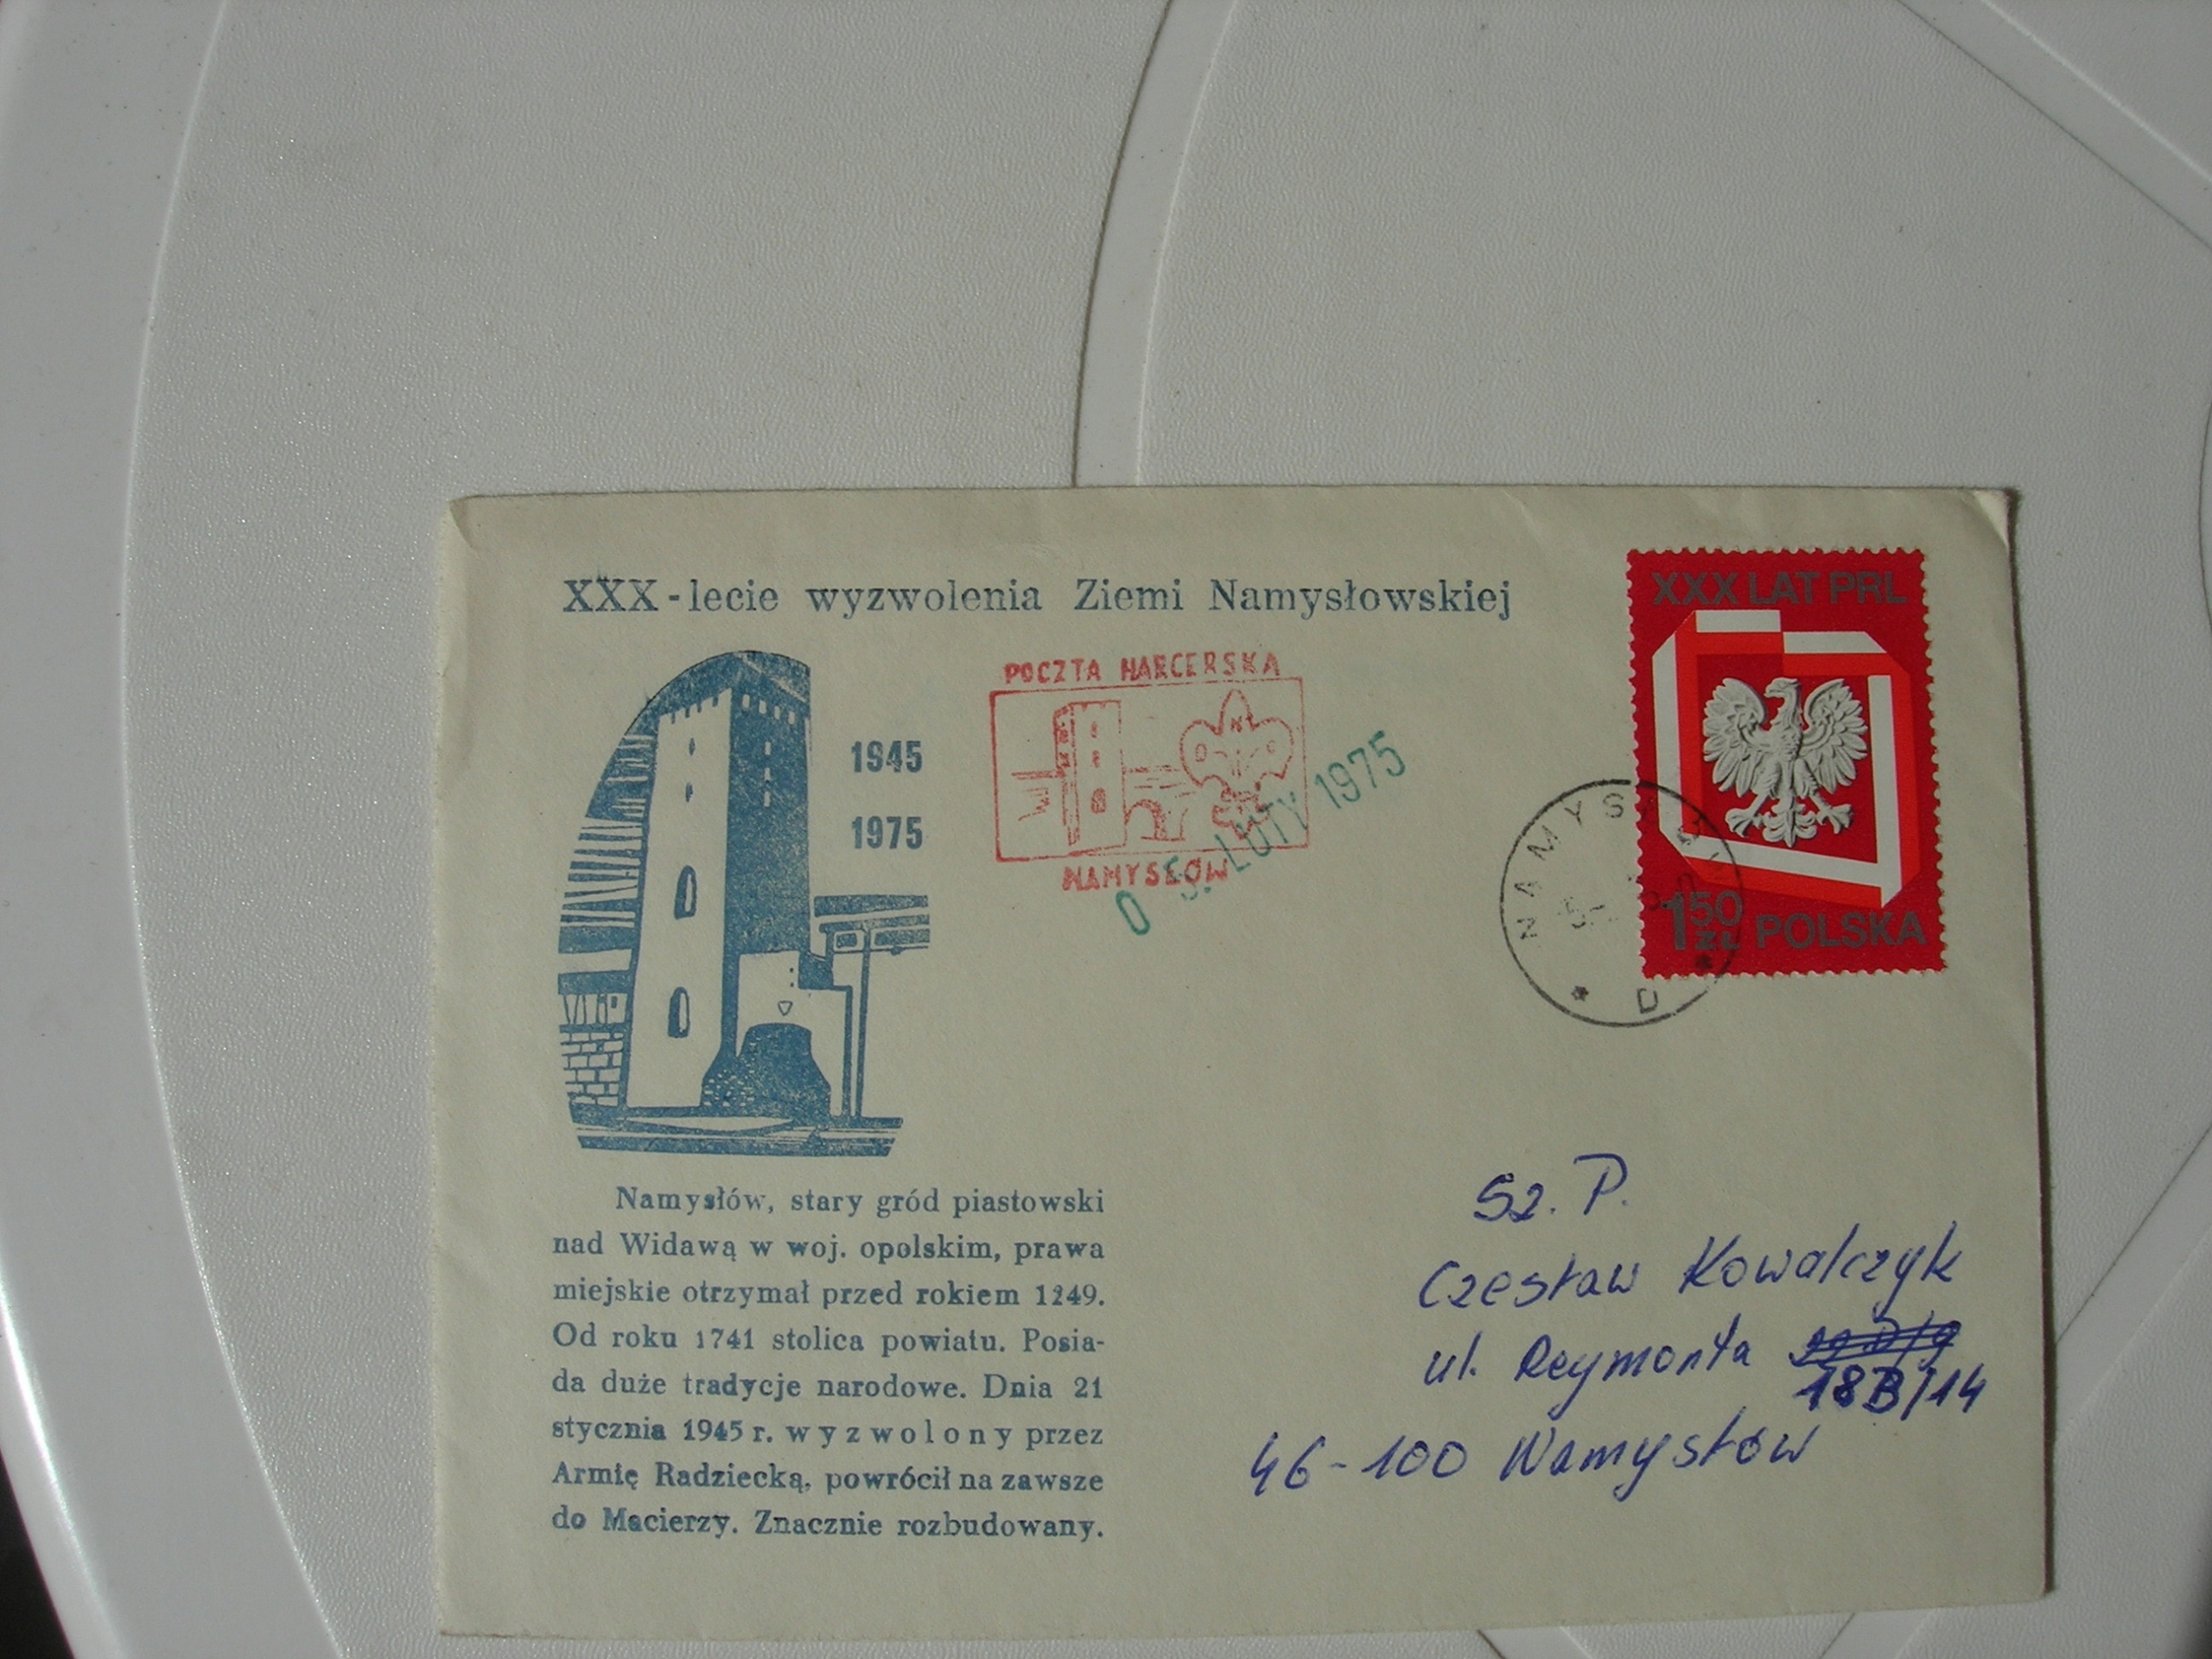 XXX-lecie wyzwolenia Ziemi Namysłowskiej
1945
1975
POCZTA HARCERSKA
NAMYSŁÓW
0 5. LUTY 1975
XXX LAT PRL
1 50 ZŁ POLSKA
NAMYSŁÓW
D
Namysłów, stary gród piastowski
nad Widawą w woj. opolskim, prawa
miejskie otrzymał przed rokiem 1249.
Od roku 1741 stolica powiatu. Posia-
da duże tradycje narodowe. Dnia 21
stycznia 1945 r. wyzwolony przez
Armię Radziecką, powrócił na zawsze
do Macierzy. Znacznie rozbudowany.
Sz. P.
Czesław Kowalczyk
ul. Reymonta
18B/14
46-100 Namysłów